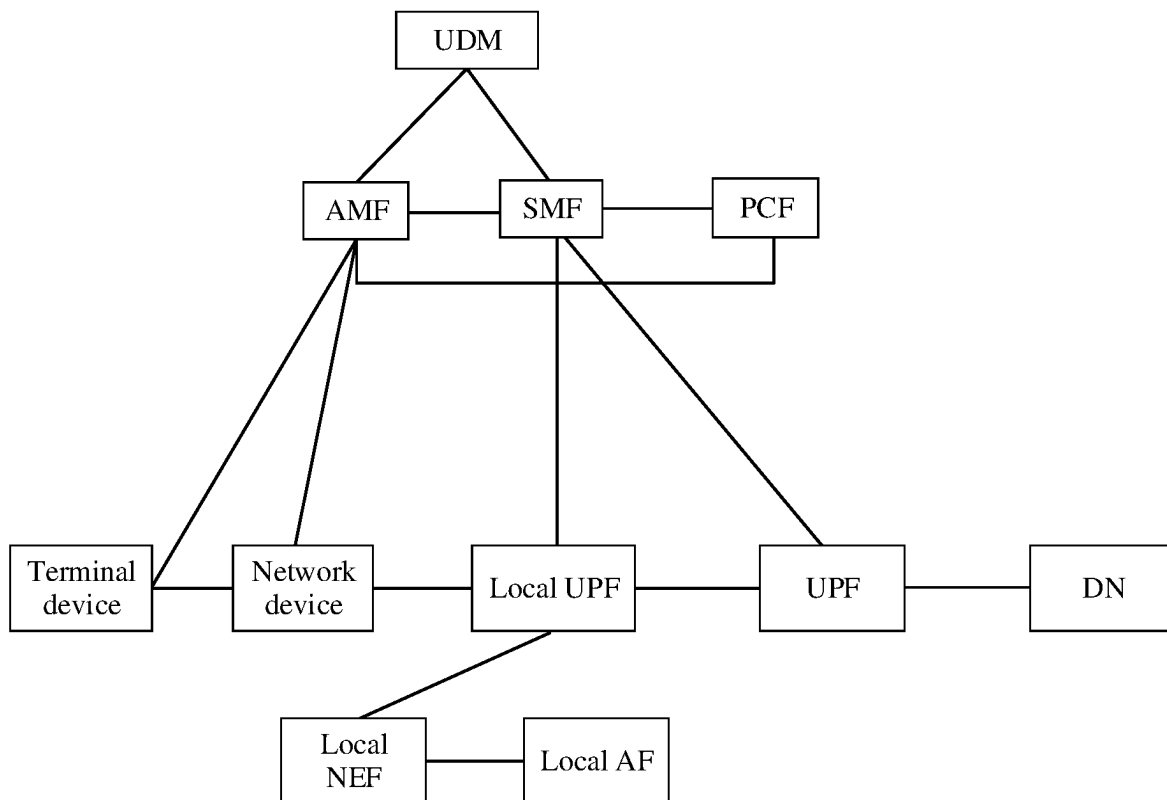 UDM
AMF
SMF
PCF
Terminal
device
Network
device
Local UPF
UPF
DN
Local
NEF
Local AF